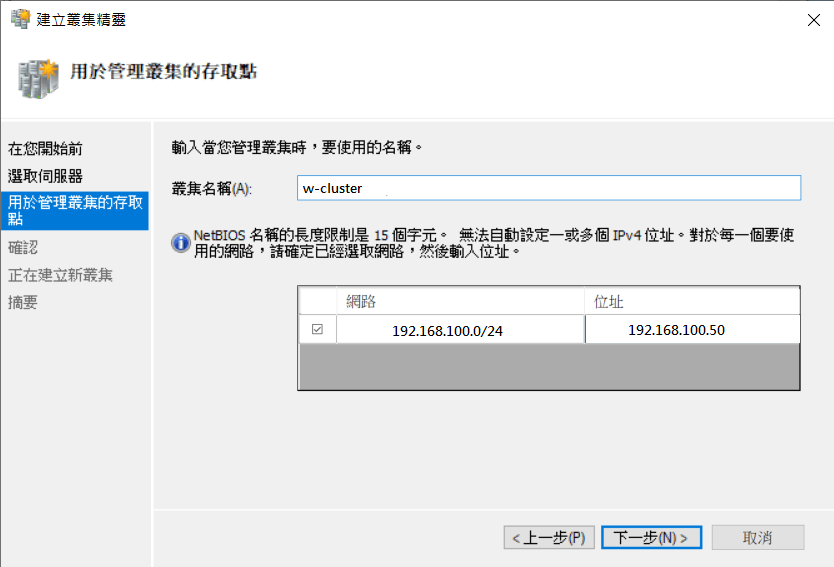 建立叢集精靈
用於管理叢集的存取點
在您開始前
選取伺服器
用於管理叢集的存取
點
確認
正在建立新叢集
摘要
輸入當您管理叢集時，要使用的名稱。
叢集名稱(A):
w-cluster
NetBIOS 名稱的長度限制是 15 個字元。 無法自動設定一或多個 IPv4 位址。對於每一個要使
用的網路，請確定已經選取網路，然後輸入位址。
網路 位址
192.168.100.0/24 192.168.100.50
< 上一步(P) 下一步(N) > 取消